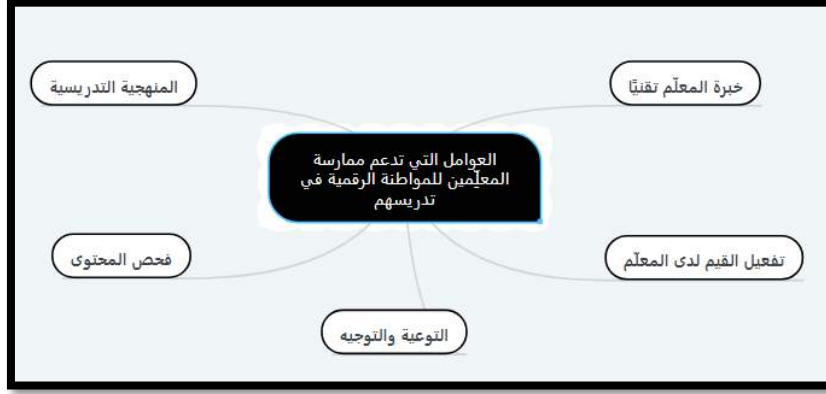 خبرة المعلّم تقنيًا
المنهجية التدريسية
العوامل التي تدعم ممارسة
المعلّمين للمواطنة الرقمية في
تدريسهم
تفعيل القيم لدى المعلّم
فحص المحتوى
التوعية والتوجيه